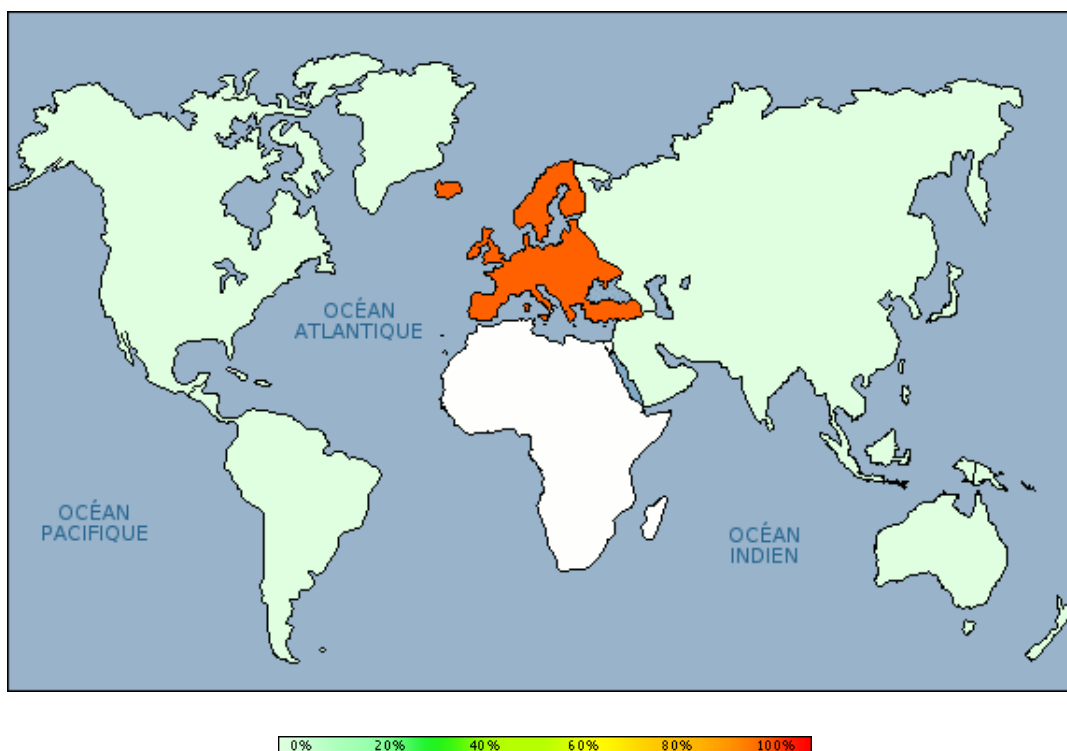 OCÉAN
ATLANTIQUE
OCÉAN
PACIFIQUE
OCÉAN
INDIEN
0% 20% 40% 60% 80% 100%